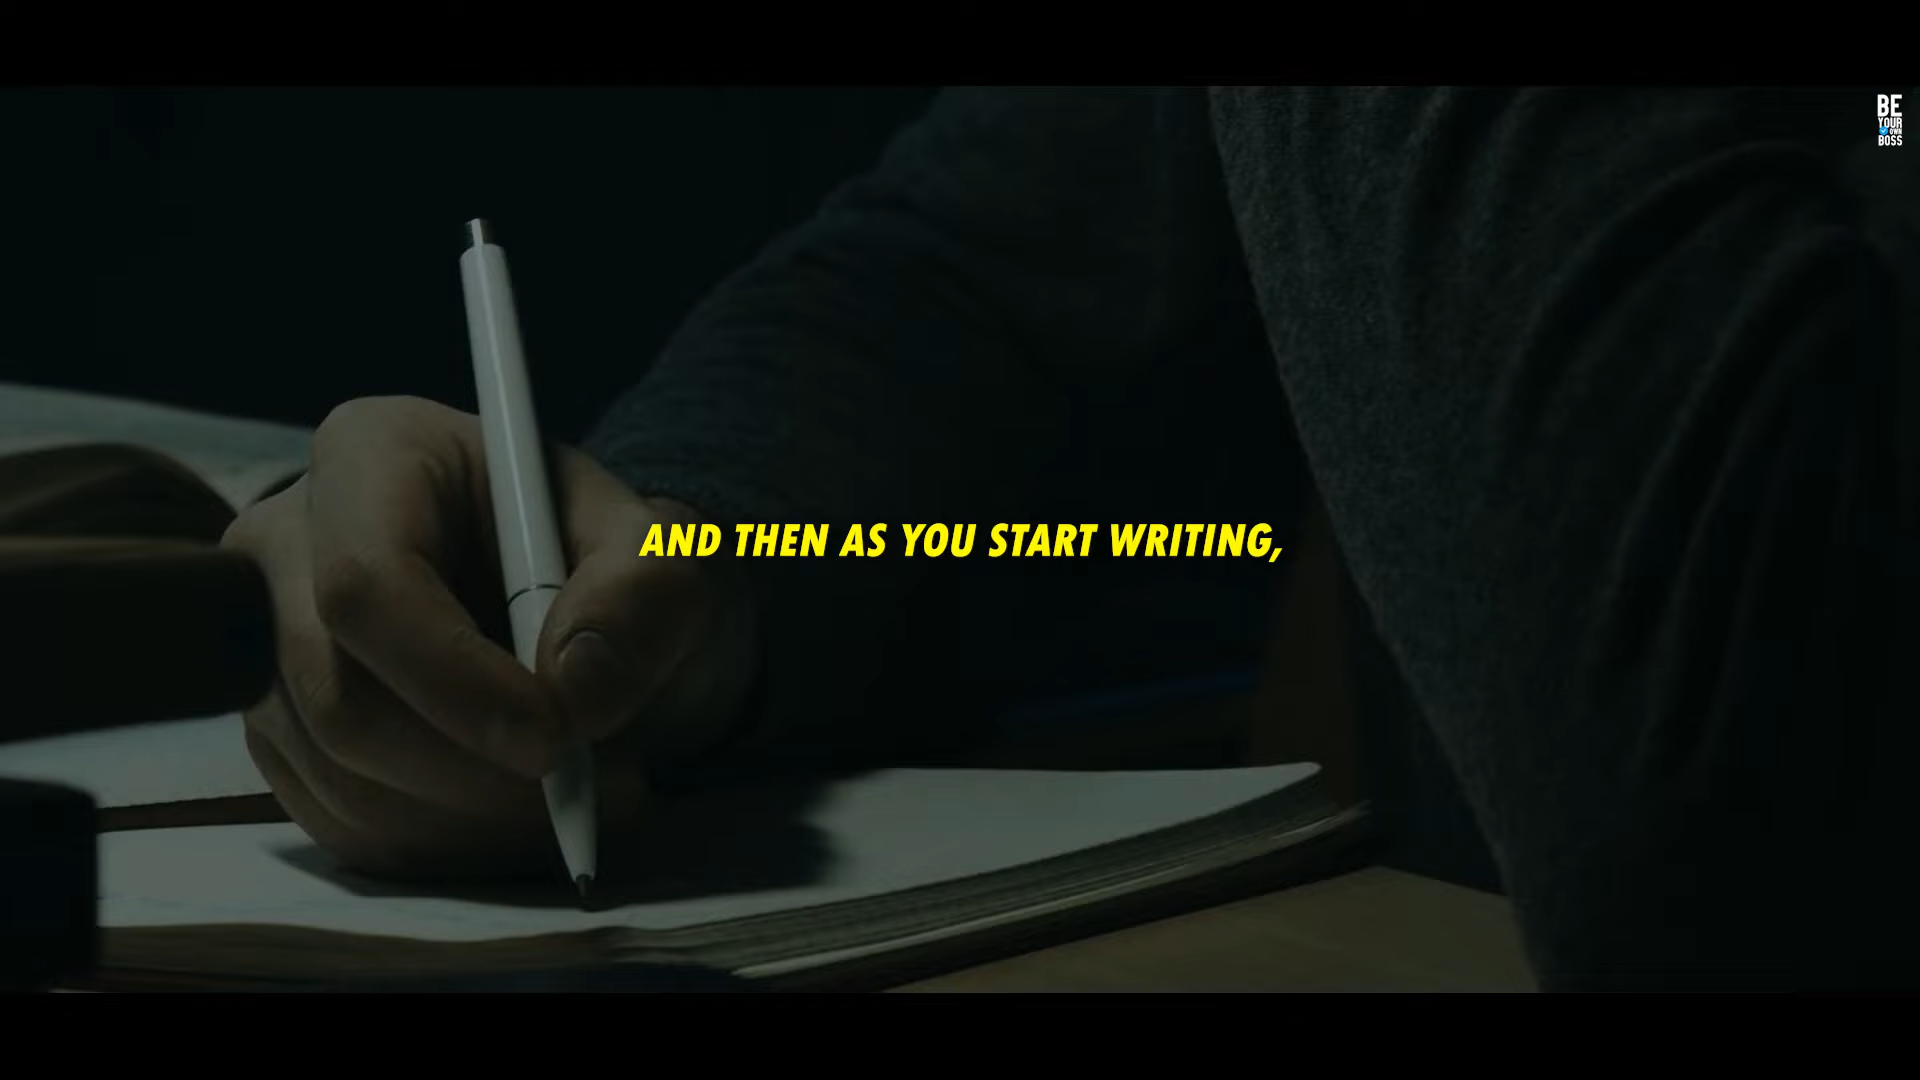 BE
YOUR
OWN
BOSS
AND THEN AS YOU START WRITING,